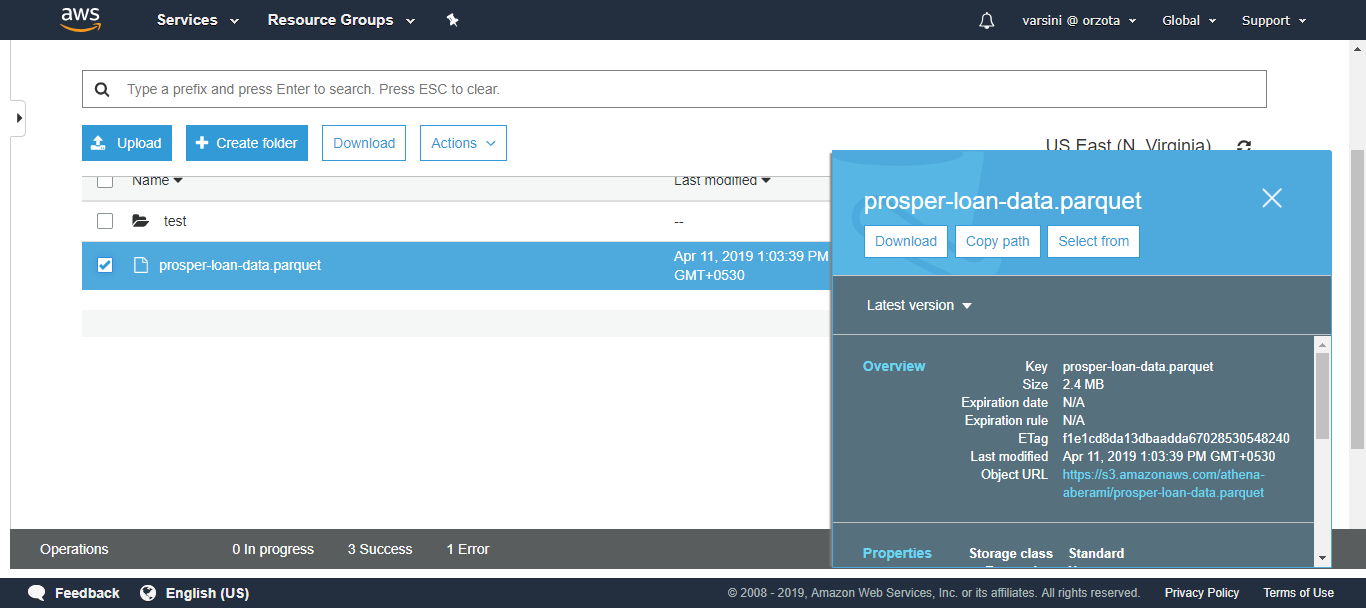 aws
Services
Resource Groups
varsini @ orzota
Global
Support
Type a prefix and press Enter to search. Press ESC to clear.
Upload
Create folder
Download
Actions
US East (N. Virginia)
Name
Last modified
test
--
prosper-loan-data.parquet
Apr 11, 2019 1:03:39 PM
GMT+0530
prosper-loan-data.parquet
Download
Copy path
Select from
Latest version
Overview
Key prosper-loan-data.parquet
Size 2.4 MB
Expiration date N/A
Expiration rule N/A
ETag f1e1cd8da13dbaadda67028530548240
Last modified Apr 11, 2019 1:03:39 PM GMT+0530
Object URL https://s3.amazonaws.com/athena-
aberami/prosper-loan-data.parquet
Properties
Storage class Standard
Operations
0 In progress
3 Success
1 Error
Feedback
English (US)
© 2008 - 2019, Amazon Web Services, Inc. or its affiliates. All rights reserved.
Privacy Policy
Terms of Use